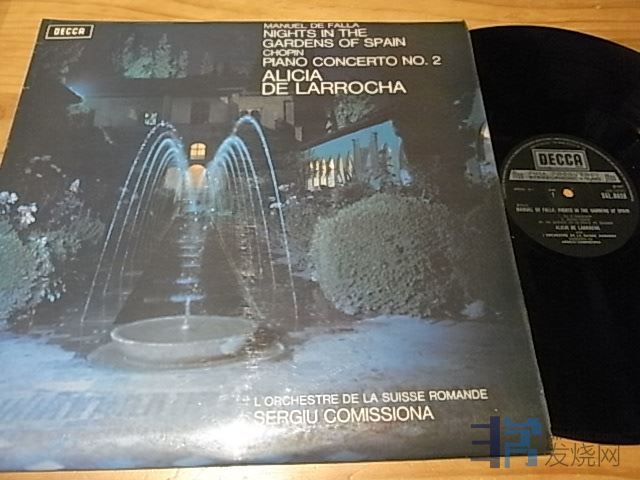 DECCA
MANUEL DE FALLA
NIGHTS IN THE
GARDENS OF SPAIN
CHOPIN
PIANO CONCERTO NO. 2
ALICIA
DE LARROCHA
L'ORCHESTRE DE LA SUISSE ROMANDE
SERGIU COMISSIONA
DECCA
MANUEL DE FALLA: NIGHTS IN THE GARDENS OF SPAIN
ALICIA DE LARROCHA
L'ORCHESTRE DE LA SUISSE ROMANDE
SERGIU COMISSIONA
发烧网